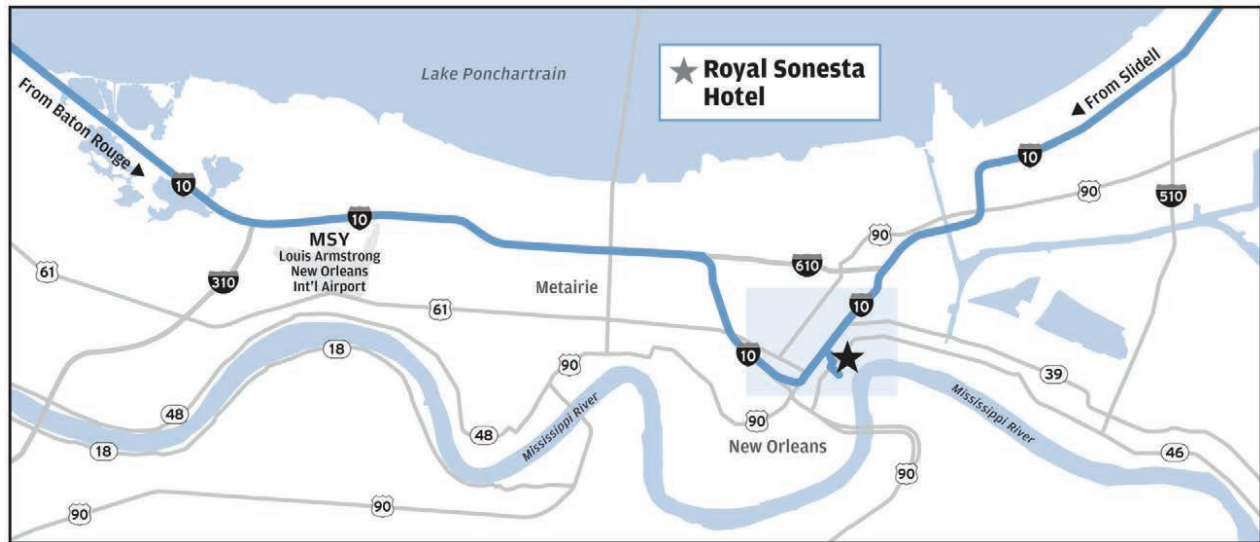 Lake Ponchartrain
Royal Sonesta
Hotel
From Slidell
From Baton Rouge
10
10
10
90
90
510
MSY
Louis Armstrong
New Orleans
Int'l Airport
61
310
610
Metairie
61
10
10
18
90
39
48
48
18
90
Mississippi River
Mississippi River
New Orleans
46
90
90
90